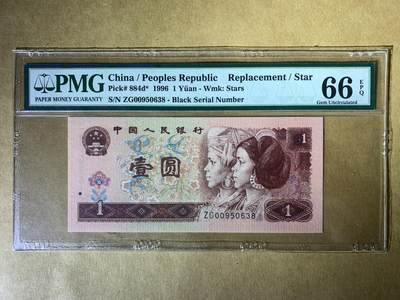 PMG
PAPER MONEY GUARANTY
China / Peoples Republic Replacement / Star
Pick# 884d* 1996 1 Yüan - Wmk: Stars
S/N ZG00950638 - Black Serial Number
66 EPQ
Gem Uncirculated
中国人民银行
1
壹圆
1
ZG00950638
1